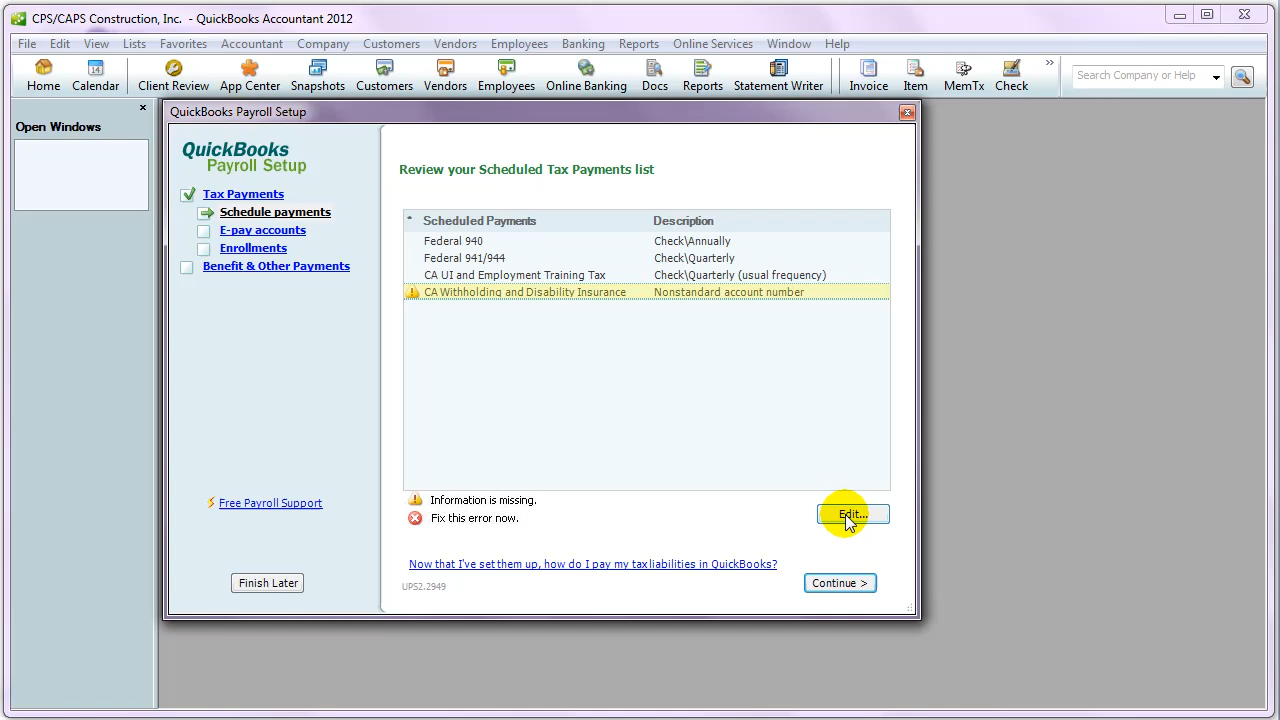 CPS/CAPS Construction, Inc. - QuickBooks Accountant 2012
File Edit View Lists Favorites Accountant Company Customers Vendors Employees Banking Reports Online Services Window Help
Home Calendar Client Review App Center Snapshots Customers Vendors Employees Online Banking Docs Reports Statement Writer Invoice Item MemTx Check
14
»
Search Company or Help
Open Windows
QuickBooks Payroll Setup
QuickBooks
Payroll Setup
Tax Payments
Schedule payments
E-pay accounts
Enrollments
Benefit & Other Payments
Free Payroll Support
Finish Later
Review your Scheduled Tax Payments list
Scheduled Payments Description
Federal 940 Check\Annually
Federal 941/944 Check\Quarterly
CA UI and Employment Training Tax Check\Quarterly (usual frequency)
CA Withholding and Disability Insurance Nonstandard account number
Information is missing.
Fix this error now.
Edit...
Now that I've set them up, how do I pay my tax liabilities in QuickBooks?
UPS2.2949
Continue >